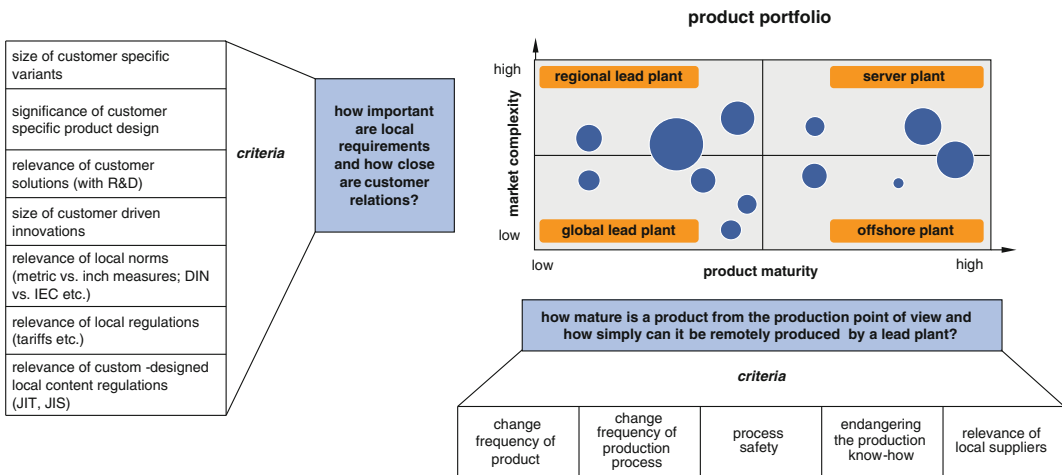 product portfolio
size of customer specific
variants
significance of customer
specific product design
relevance of customer
solutions (with R&D)
size of customer driven
innovations
relevance of local norms
(metric vs. inch measures; DIN
vs. IEC etc.)
relevance of local regulations
(tariffs etc.)
relevance of custom -designed
local content regulations
(JIT, JIS)
criteria
how important
are local
requirements
and how close
are customer
relations?
market complexity
high
low
regional lead plant
server plant
global lead plant
offshore plant
low
product maturity
high
how mature is a product from the production point of view and
how simply can it be remotely produced by a lead plant?
criteria
change
frequency of
product
change
frequency of
production
process
process
safety
endangering
the production
know-how
relevance of
local suppliers